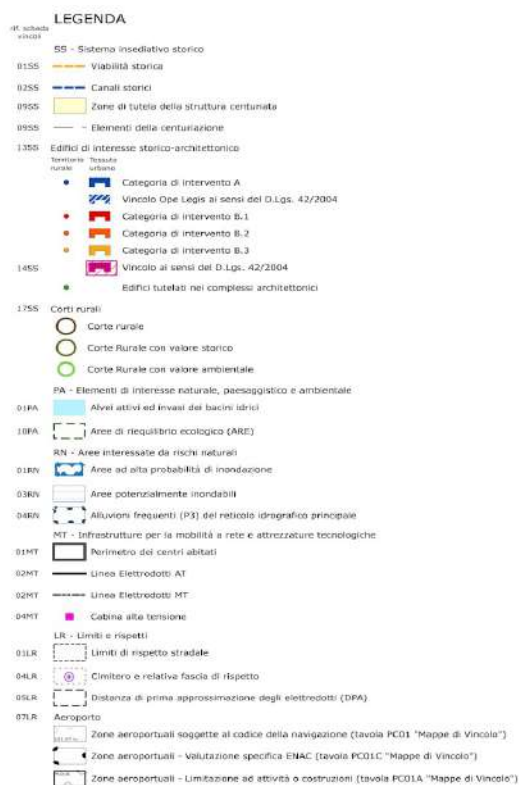 LEGENDA
rif. scheda
vincoli
SS - Sistema insediativo storico
01SS Viabilità storica
02SS Canali storici
09SS Zone di tutela della struttura centuriata
09SS Elementi della centuriazione
13SS Edifici di interesse storico-architettonico
Territorio rurale Tessuto urbano
Categoria di intervento A
Vincolo Ope Legis ai sensi del D.Lgs. 42/2004
Categoria di intervento B.1
Categoria di intervento B.2
Categoria di intervento B.3
14SS Vincolo ai sensi del D.Lgs. 42/2004
Edifici tutelati nei complessi architettonici
17SS Corti rurali
Corte rurale
Corte Rurale con valore storico
Corte Rurale con valore ambientale
PA - Elementi di interesse naturale, paesaggistico e ambientale
01PA Alvei attivi ed invasi dei bacini idrici
10PA Aree di riequilibrio ecologico (ARE)
RN - Aree interessate da rischi naturali
01RN Aree ad alta probabilità di inondazione
03RN Aree potenzialmente inondabili
04RN Alluvioni frequenti (P3) del reticolo idrografico principale
MT - Infrastrutture per la mobilità a rete e attrezzature tecnologiche
01MT Perimetro dei centri abitati
02MT Linea Elettrodotti AT
02MT Linea Elettrodotti MT
04MT Cabina alta tensione
LR - Limiti e rispetti
01LR Limiti di rispetto stradale
04LR Cimitero e relativa fascia di rispetto
05LR Distanza di prima approssimazione degli elettrodotti (DPA)
07LR Aeroporto
Zone aeroportuali soggette al codice della navigazione (tavola PC01 "Mappe di Vincolo")
Zone aeroportuali - Valutazione specifica ENAC (tavola PC01C "Mappe di Vincolo")
Zone aeroportuali - Limitazione ad attività o costruzioni (tavola PC01A "Mappe di Vincolo")